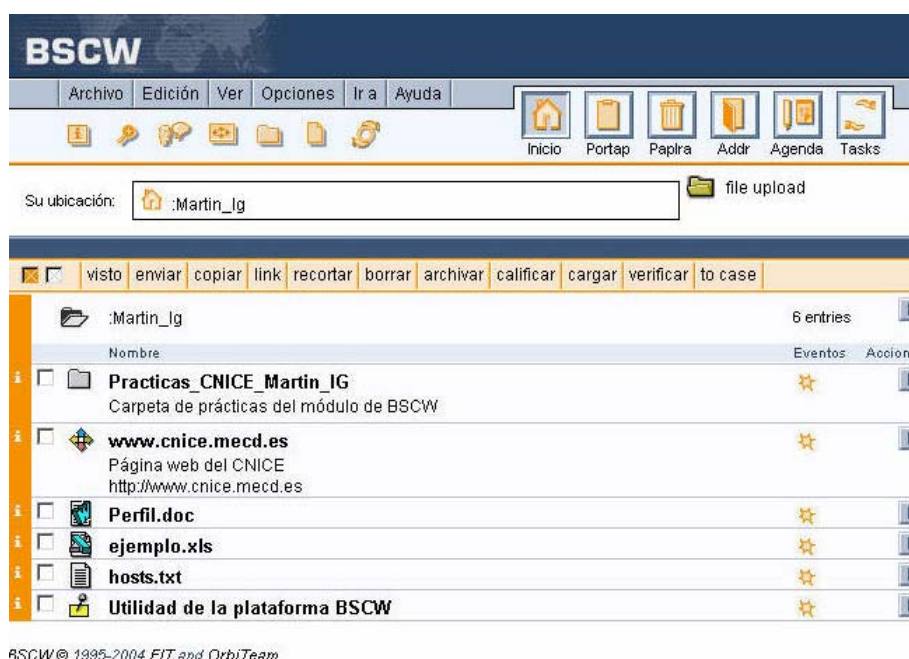 BSCW
Archivo Edición Ver Opciones Ir a Ayuda
Inicio Portap Paplra Addr Agenda Tasks
Su ubicación: :Martin_Ig file upload
visto enviar copiar link recortar borrar archivar calificar cargar verificar to case
:Martin_Ig 6 entries
Nombre Eventos Accion
Practicas_CNICE_Martin_IG
Carpeta de prácticas del módulo de BSCW
www.cnice.mecd.es
Página web del CNICE
http://www.cnice.mecd.es
Perfil.doc
ejemplo.xls
hosts.txt
Utilidad de la plataforma BSCW
BSCW © 1995-2004 FIT and OrbiTeam